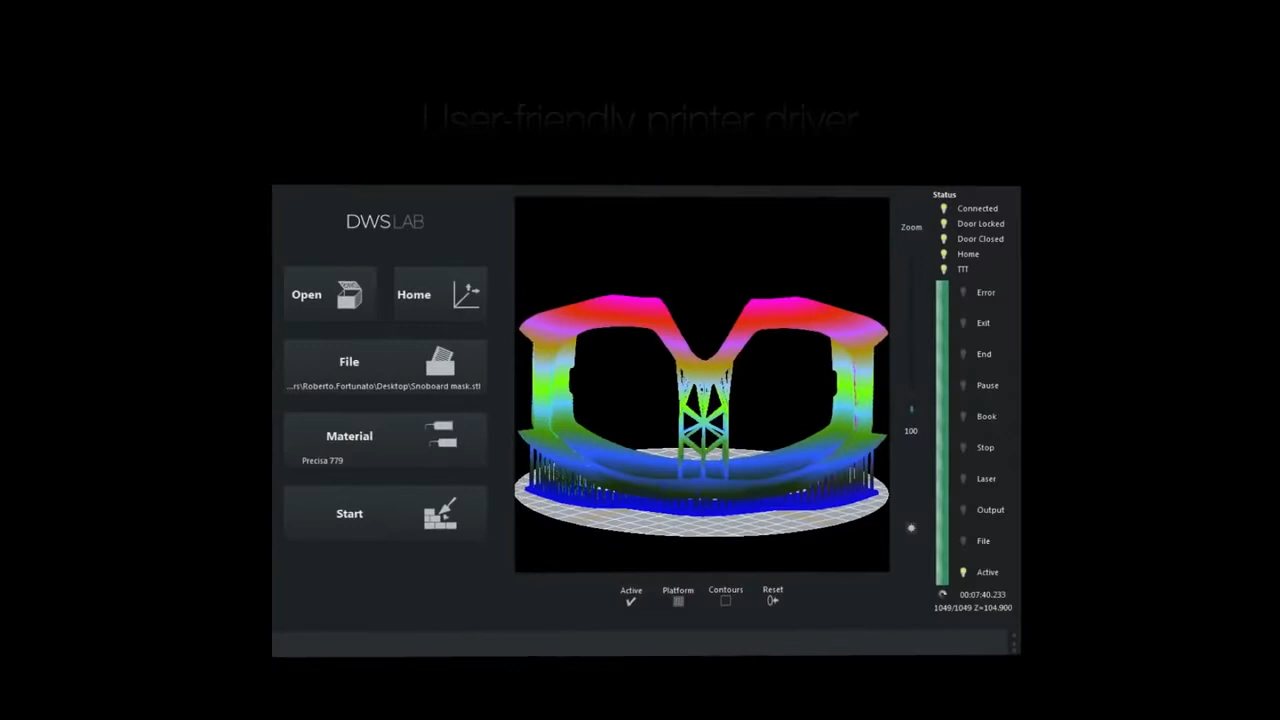 User-friendly printer driver
DWSLAB
Open
Home
File
...rs\Roberto.Fortunato\Desktop\Snoboard mask.stl
Material
Precisa 779
Start
Zoom
100
Active
Platform
Contours
Reset
Status
Connected
Door Locked
Door Closed
Home
TTT
Error
Exit
End
Pause
Book
Stop
Laser
Output
File
Active
00:07:40.233
1049/1049 Z=104.900